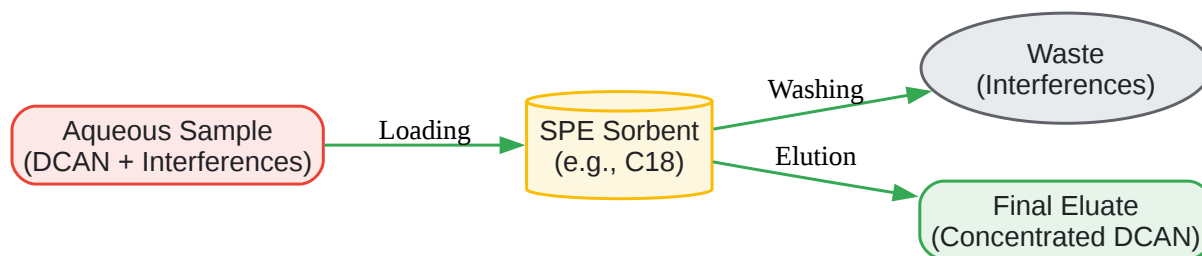 Aqueous Sample
(DCAN + Interferences)
Loading
SPE Sorbent
(e.g., C18)
Washing
Waste
(Interferences)
Elution
Final Eluate
(Concentrated DCAN)